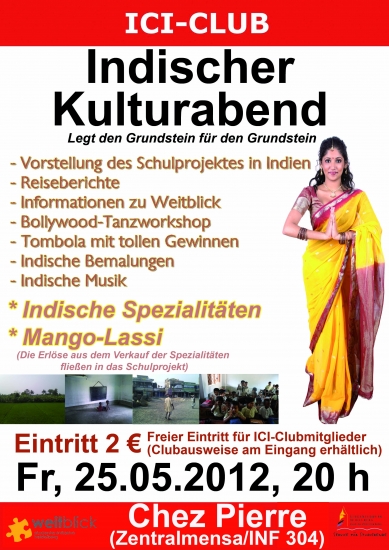 ICI-CLUB
Indischer
Kulturabend
Legt den Grundstein für den Grundstein
- Vorstellung des Schulprojektes in Indien
- Reiseberichte
- Informationen zu Weitblick
- Bollywood-Tanzworkshop
- Tombola mit tollen Gewinnen
- Indische Bemalungen
- Indische Musik
* Indische Spezialitäten
* Mango-Lassi
(Die Erlöse aus dem Verkauf der Spezialitäten
fließen in das Schulprojekt)
Eintritt 2 € Freier Eintritt für ICI-Clubmitglieder
(Clubausweise am Eingang erhältlich)
Fr, 25.05.2012, 20 h
weitblick
Chez Pierre
(Zentralmensa/INF 304)